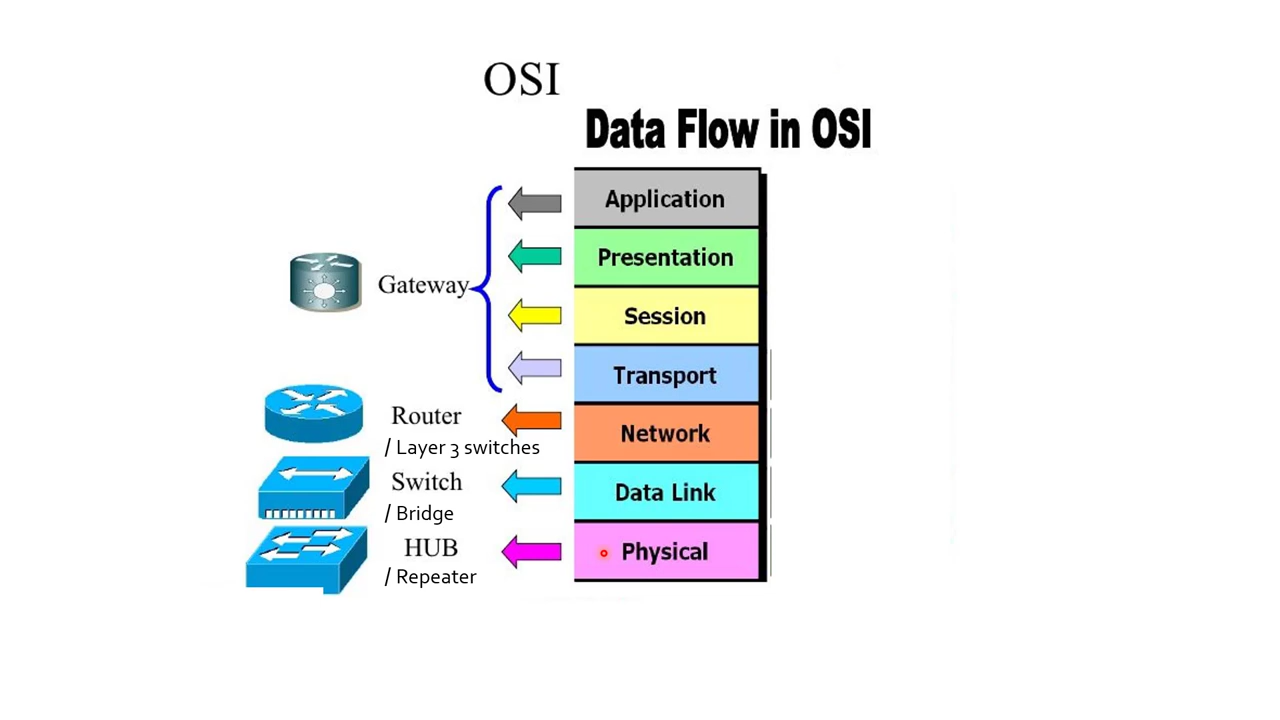 OSI
Data Flow in OSI
Application
Presentation
Gateway
Session
Transport
Router
/ Layer 3 switches
Network
Switch
/ Bridge
Data Link
HUB
/ Repeater
Physical